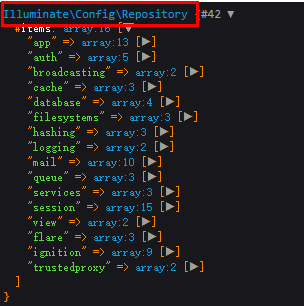 Illuminate\Config\Repository {#42 ▼
#items: array:16 [▼
"app" => array:13 [▶]
"auth" => array:5 [▶]
"broadcasting" => array:2 [▶]
"cache" => array:3 [▶]
"database" => array:4 [▶]
"filesystems" => array:3 [▶]
"hashing" => array:3 [▶]
"logging" => array:2 [▶]
"mail" => array:10 [▶]
"queue" => array:3 [▶]
"services" => array:3 [▶]
"session" => array:15 [▶]
"view" => array:2 [▶]
"flare" => array:3 [▶]
"ignition" => array:9 [▶]
"trustedproxy" => array:2 [▶]
]
}